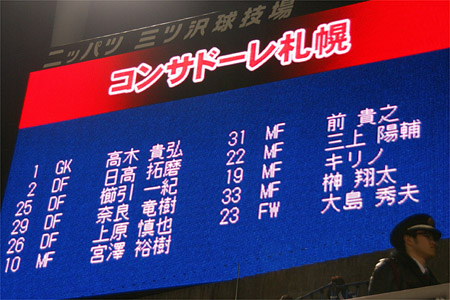 ニッパツ 三ツ沢球技場
コンサドーレ札幌
1 GK 高木 貴弘
2 DF 日高 拓磨
25 DF 櫛引 一紀
29 DF 奈良 竜樹
26 DF 上原 慎也
10 MF 宮澤 裕樹
31 MF 前 貴之
22 MF 三上 陽輔
19 MF キリノ
33 MF 榊 翔太
23 FW 大島 秀夫